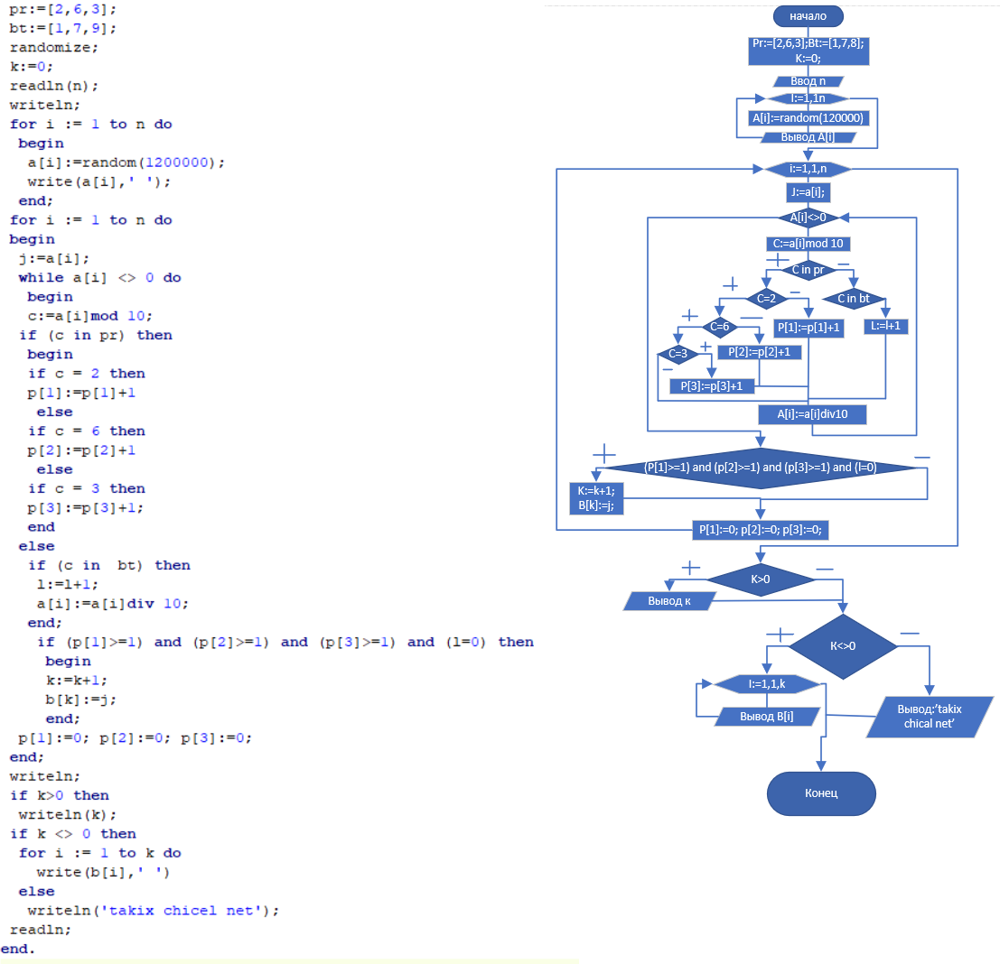 pr:=[2,6,3];
bt:=[1,7,9];
randomize;
k:=0;
readln(n);
writeln;
for i := 1 to n do
begin
a[i]:=random(1200000);
write(a[i],' ');
end;
for i := 1 to n do
begin
j:=a[i];
while a[i] <> 0 do
begin
c:=a[i]mod 10;
if (c in pr) then
begin
if c = 2 then
p[1]:=p[1]+1
else
if c = 6 then
p[2]:=p[2]+1
else
if c = 3 then
p[3]:=p[3]+1;
end
else
if (c in  bt) then
l:=l+1;
a[i]:=a[i]div 10;
end;
if (p[1]>=1) and (p[2]>=1) and (p[3]>=1) and (l=0) then
begin
k:=k+1;
b[k]:=j;
end;
p[1]:=0; p[2]:=0; p[3]:=0;
end;
writeln;
if k>0 then
writeln(k);
if k <> 0 then
for i := 1 to k do
write(b[i],' ')
else
writeln('takix chicel net');
readln;
end.
начало
Pr:=[2,6,3];Bt:=[1,7,8];
K:=0;
Ввод n
I:=1,1n
A[i]:=random(120000)
Вывод A[i]
i:=1,1,n
J:=a[i];
A[i]<>0
C:=a[i]mod 10
+
−
C in pr
+
−
C=2
C in bt
+
−
C=6
P[1]:=p[1]+1
L:=l+1
+
−
C=3
P[2]:=p[2]+1
P[3]:=p[3]+1
A[i]:=a[i]div10
+
−
(P[1]>=1) and (p[2]>=1) and (p[3]>=1) and (l=0)
K:=k+1;
B[k]:=j;
P[1]:=0; p[2]:=0; p[3]:=0;
+
−
K>0
Вывод к
+
−
K<>0
I:=1,1,k
Вывод B[i]
Вывод:’takix
chical net’
Конец